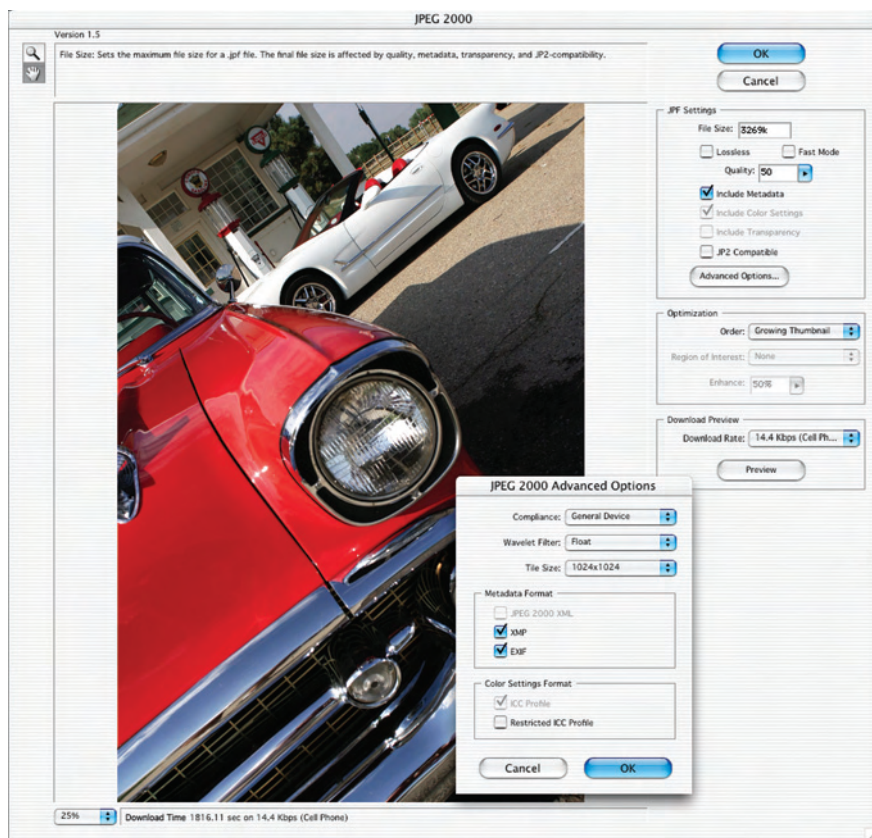 JPEG 2000
Version 1.5
File Size: Sets the maximum file size for a .jpf file. The final file size is affected by quality, metadata, transparency, and JP2-compatibility.
OK
Cancel
JPF Settings
File Size: 3269k
Lossless
Fast Mode
Quality: 50
Include Metadata
Include Color Settings
Include Transparency
JP2 Compatible
Advanced Options...
Optimization
Order: Growing Thumbnail
Region of Interest: None
Enhance: 50%
Download Preview
Download Rate: 14.4 Kbps (Cell Ph...
Preview
JPEG 2000 Advanced Options
Compliance: General Device
Wavelet Filter: Float
Tile Size: 1024x1024
Metadata Format
JPEG 2000 XML
XMP
EXIF
Color Settings Format
ICC Profile
Restricted ICC Profile
Cancel
OK
25%
Download Time 1816.11 sec on 14.4 Kbps (Cell Phone)